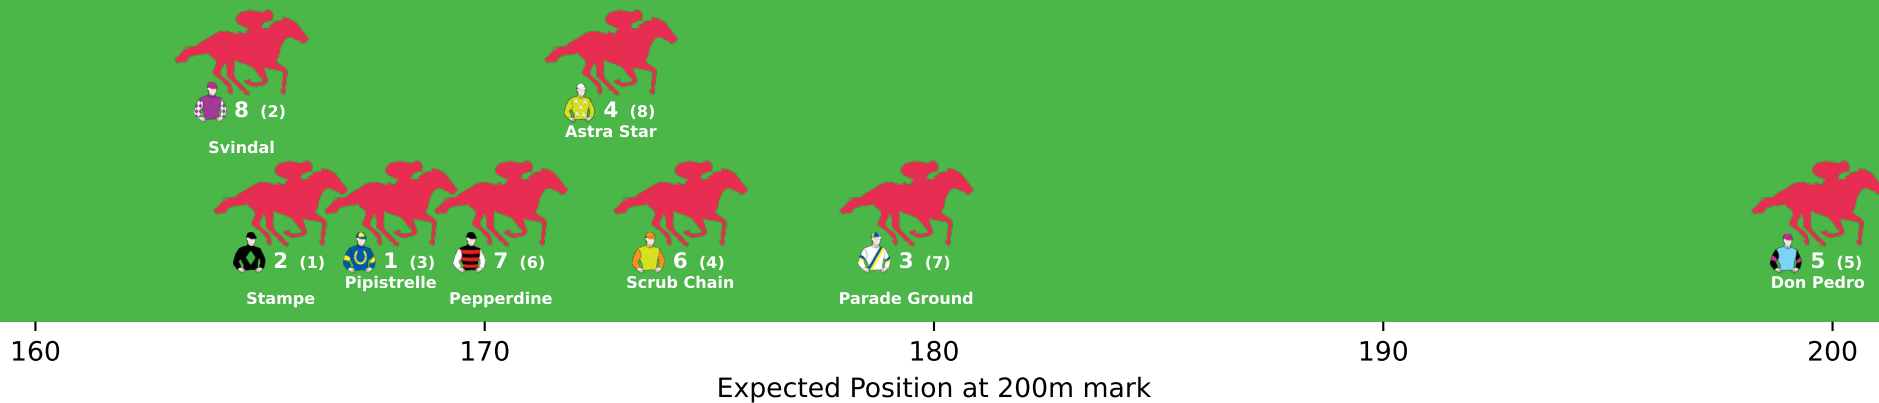 8 (2)
Svindal
4 (8)
Astra Star
2 (1)
Stampe
1 (3)
Pipistrelle
7 (6)
Pepperdine
6 (4)
Scrub Chain
3 (7)
Parade Ground
5 (5)
Don Pedro
160 170 180 190 200
Expected Position at 200m mark